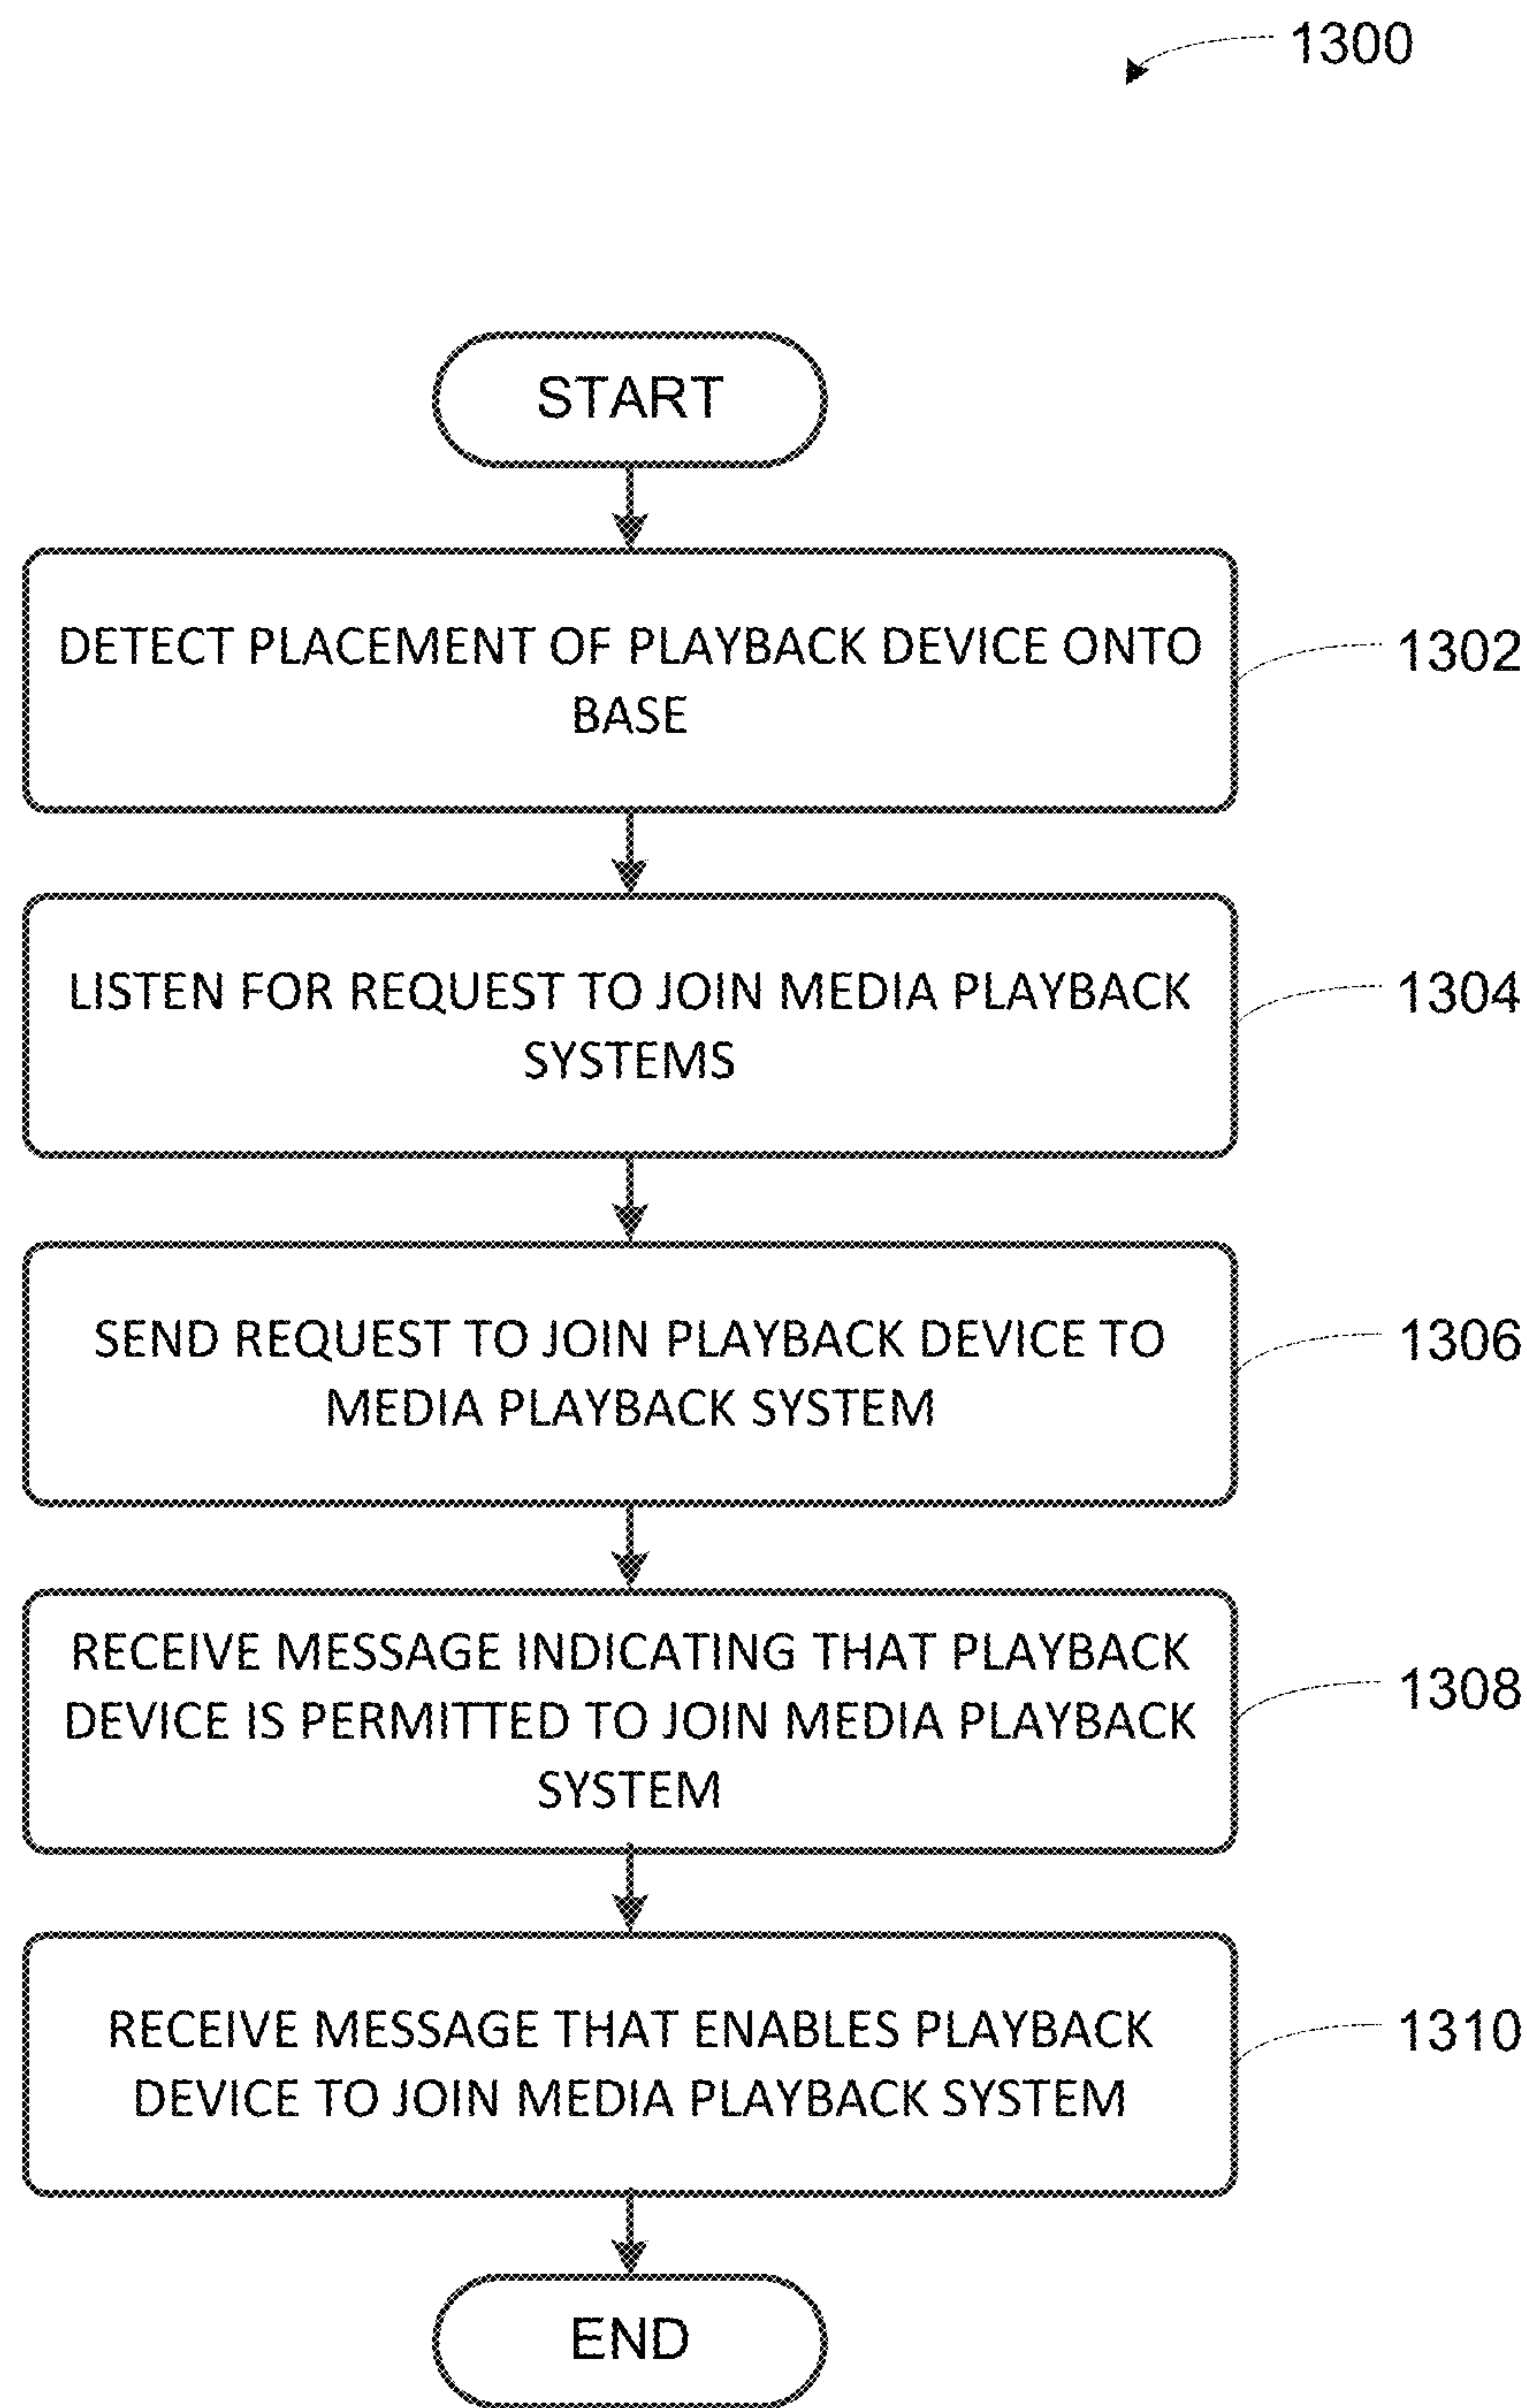 1300
START
DETECT PLACEMENT OF PLAYBACK DEVICE ONTO
BASE
1302
LISTEN FOR REQUEST TO JOIN MEDIA PLAYBACK
SYSTEMS
1304
SEND REQUEST TO JOIN PLAYBACK DEVICE TO
MEDIA PLAYBACK SYSTEM
1306
RECEIVE MESSAGE INDICATING THAT PLAYBACK
DEVICE IS PERMITTED TO JOIN MEDIA PLAYBACK
SYSTEM
1308
RECEIVE MESSAGE THAT ENABLES PLAYBACK
DEVICE TO JOIN MEDIA PLAYBACK SYSTEM
1310
END